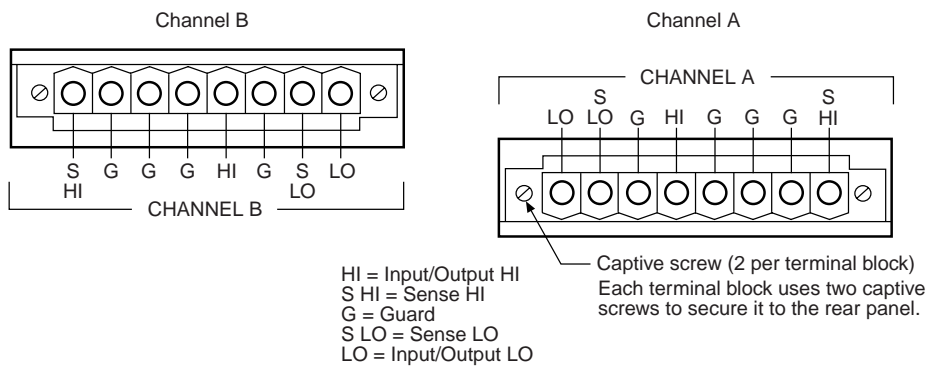 Channel B
S HI G G G HI G S LO LO
CHANNEL B
Channel A
CHANNEL A
LO S LO G HI G G G S HI
Captive screw (2 per terminal block)
Each terminal block uses two captive
screws to secure it to the rear panel.
HI = Input/Output HI
S HI = Sense HI
G = Guard
S LO = Sense LO
LO = Input/Output LO